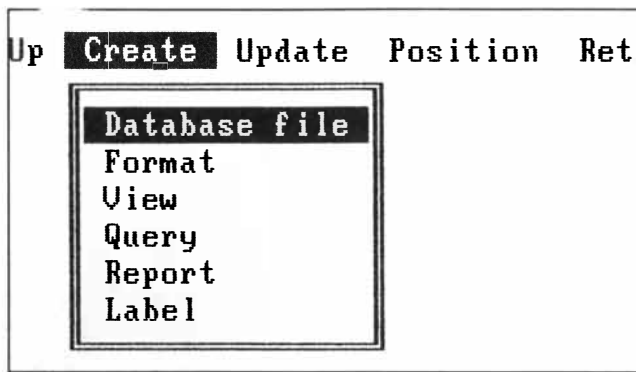 Up Create Update Position Ret
Database file
Format
View
Query
Report
Label